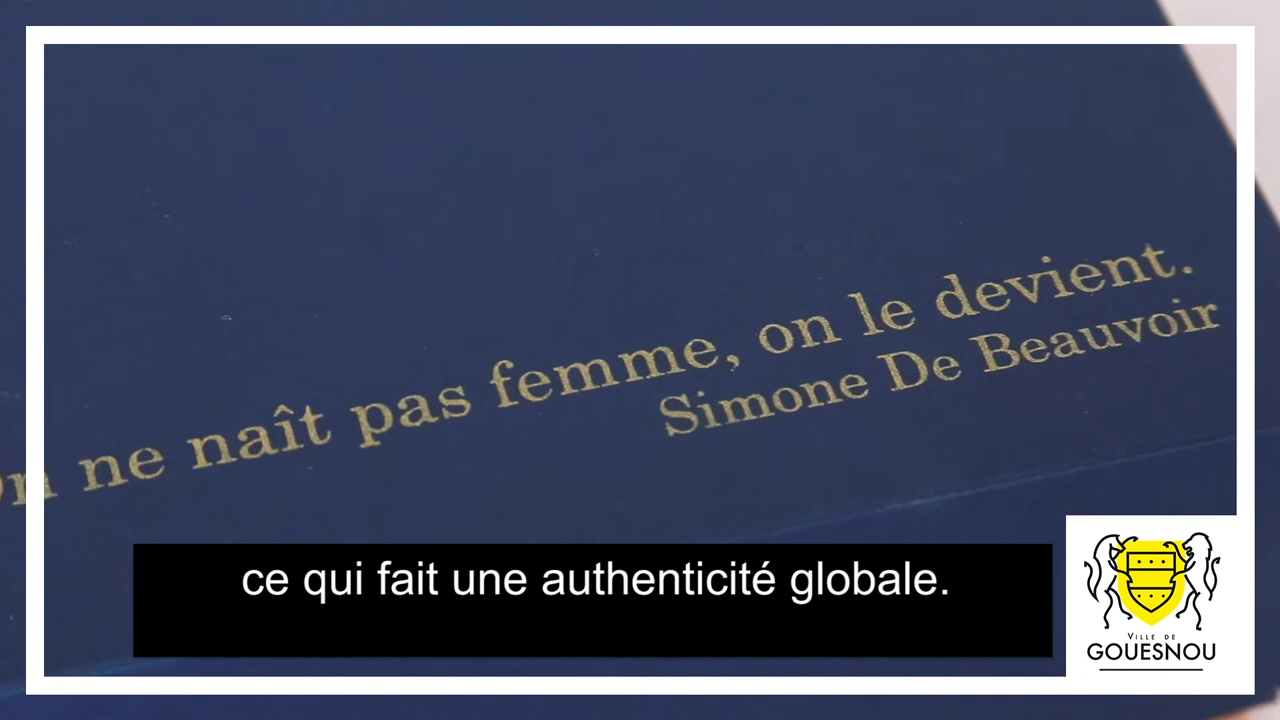 On ne naît pas femme, on le devient.
Simone De Beauvoir
ce qui fait une authenticité globale.
VILLE DE
GOUESNOU